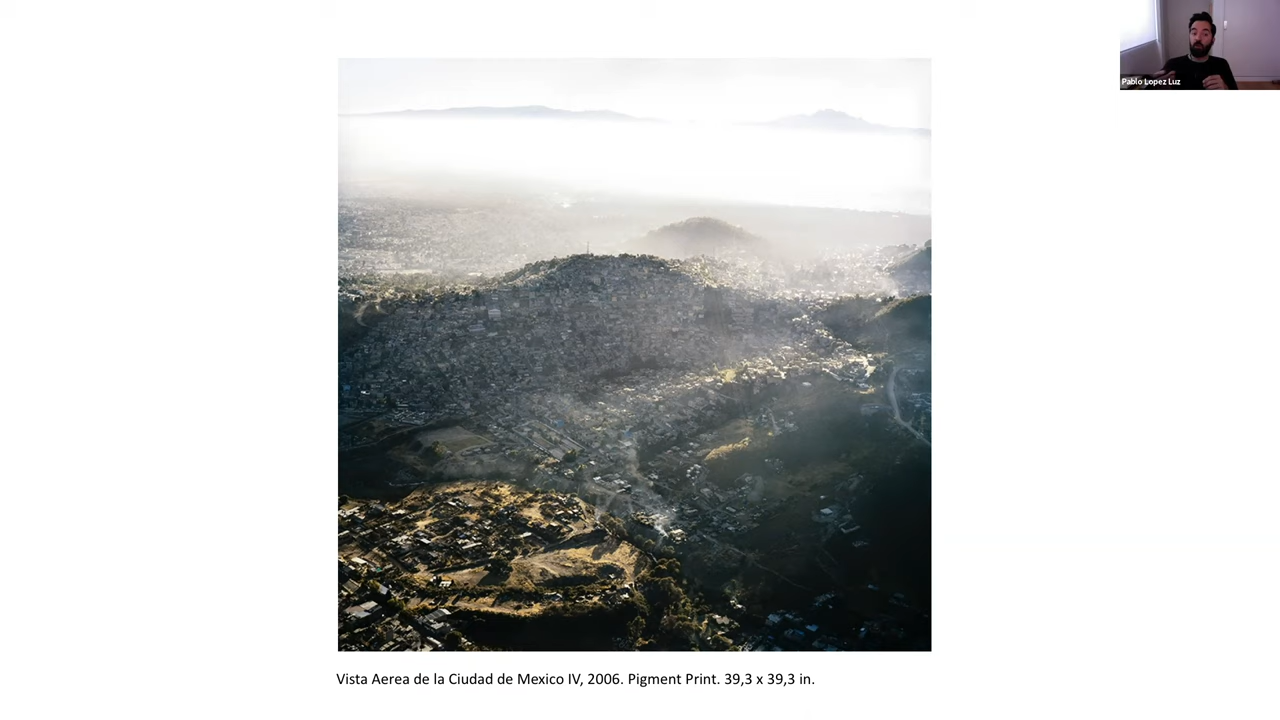 Pablo Lopez Luz
Vista Aerea de la Ciudad de Mexico IV, 2006. Pigment Print. 39,3 x 39,3 in.